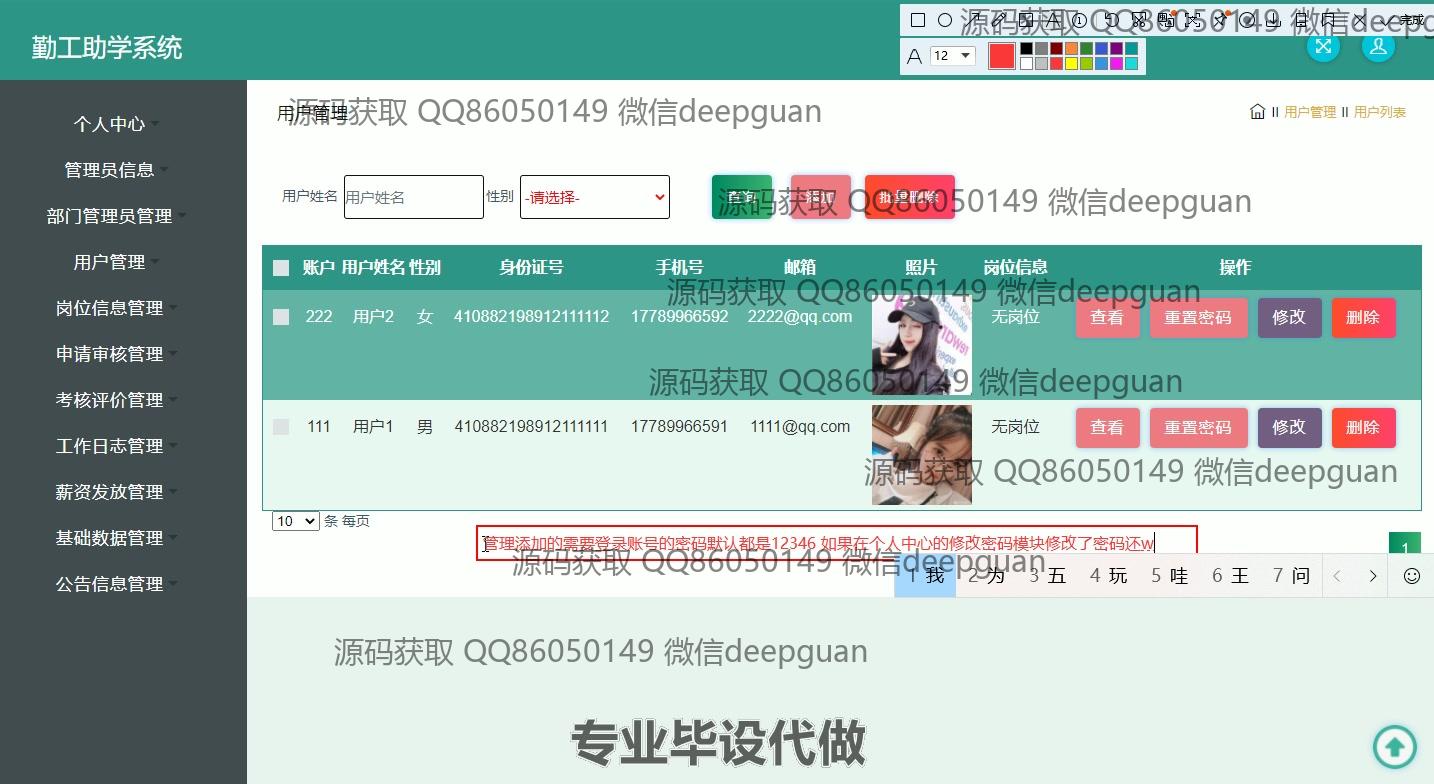 勤工助学系统
源码获取 QQ86050149 微信deepguan
完成
A 12
个人中心
管理员信息
部门管理员管理
用户管理
岗位信息管理
申请审核管理
考核评价管理
工作日志管理
薪资发放管理
基础数据管理
公告信息管理
用户管理
源码获取 QQ86050149 微信deepguan
用户管理 用户列表
用户姓名 用户姓名 性别 -请选择- 查询 添加 批量删除
源码获取 QQ86050149 微信deepguan
账户 用户姓名 性别 身份证号 手机号 邮箱 照片 岗位信息 操作
源码获取 QQ86050149 微信deepguan
222 用户2 女 410882198912111112 17789966592 2222@qq.com 无岗位 查看 重置密码 修改 删除
源码获取 QQ86050149 微信deepguan
111 用户1 男 410882198912111111 17789966591 1111@qq.com 无岗位 查看 重置密码 修改 删除
源码获取 QQ86050149 微信deepguan
10 条 每页
管理添加的需要登录账号的密码默认都是12346 如果在个人中心的修改密码模块修改了密码还w
1
源码获取 QQ86050149 微信deepguan
1 我 2 为 3 五 4 玩 5 哇 6 王 7 问
源码获取 QQ86050149 微信deepguan
专业毕设代做